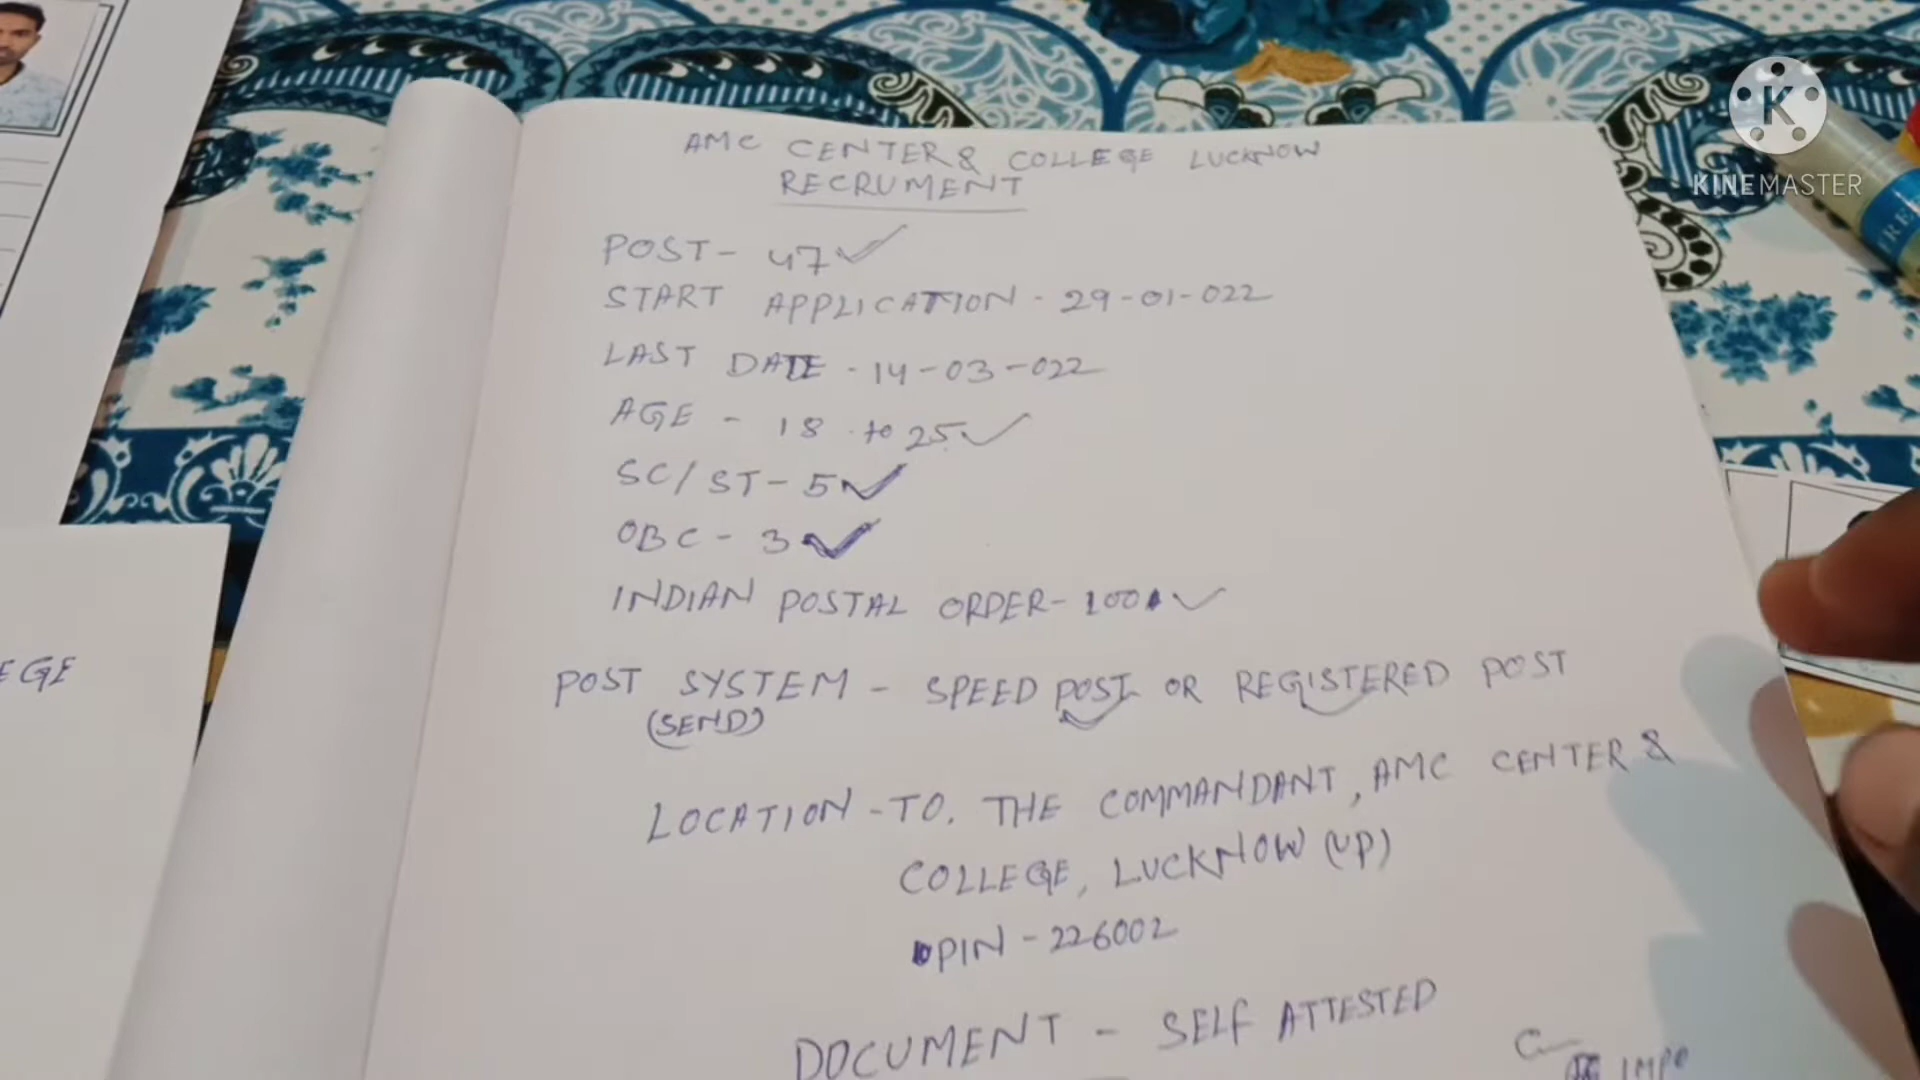 AMC CENTER & COLLEGE LUCKNOW
RECRUMENT
POST - 47
START APPLICATION - 29-01-022
LAST DATE - 14-03-022
AGE - 18 to 25
SC/ST - 5
OBC - 3
INDIAN POSTAL ORDER - 100
POST SYSTEM - SPEED POST OR REGISTERED POST
(SEND)
LOCATION - TO. THE COMMANDANT, AMC CENTER &
COLLEGE, LUCKNOW (UP)
PIN - 226002
DOCUMENT - SELF ATTESTED
IMPO
EGE
K
KINEMASTER